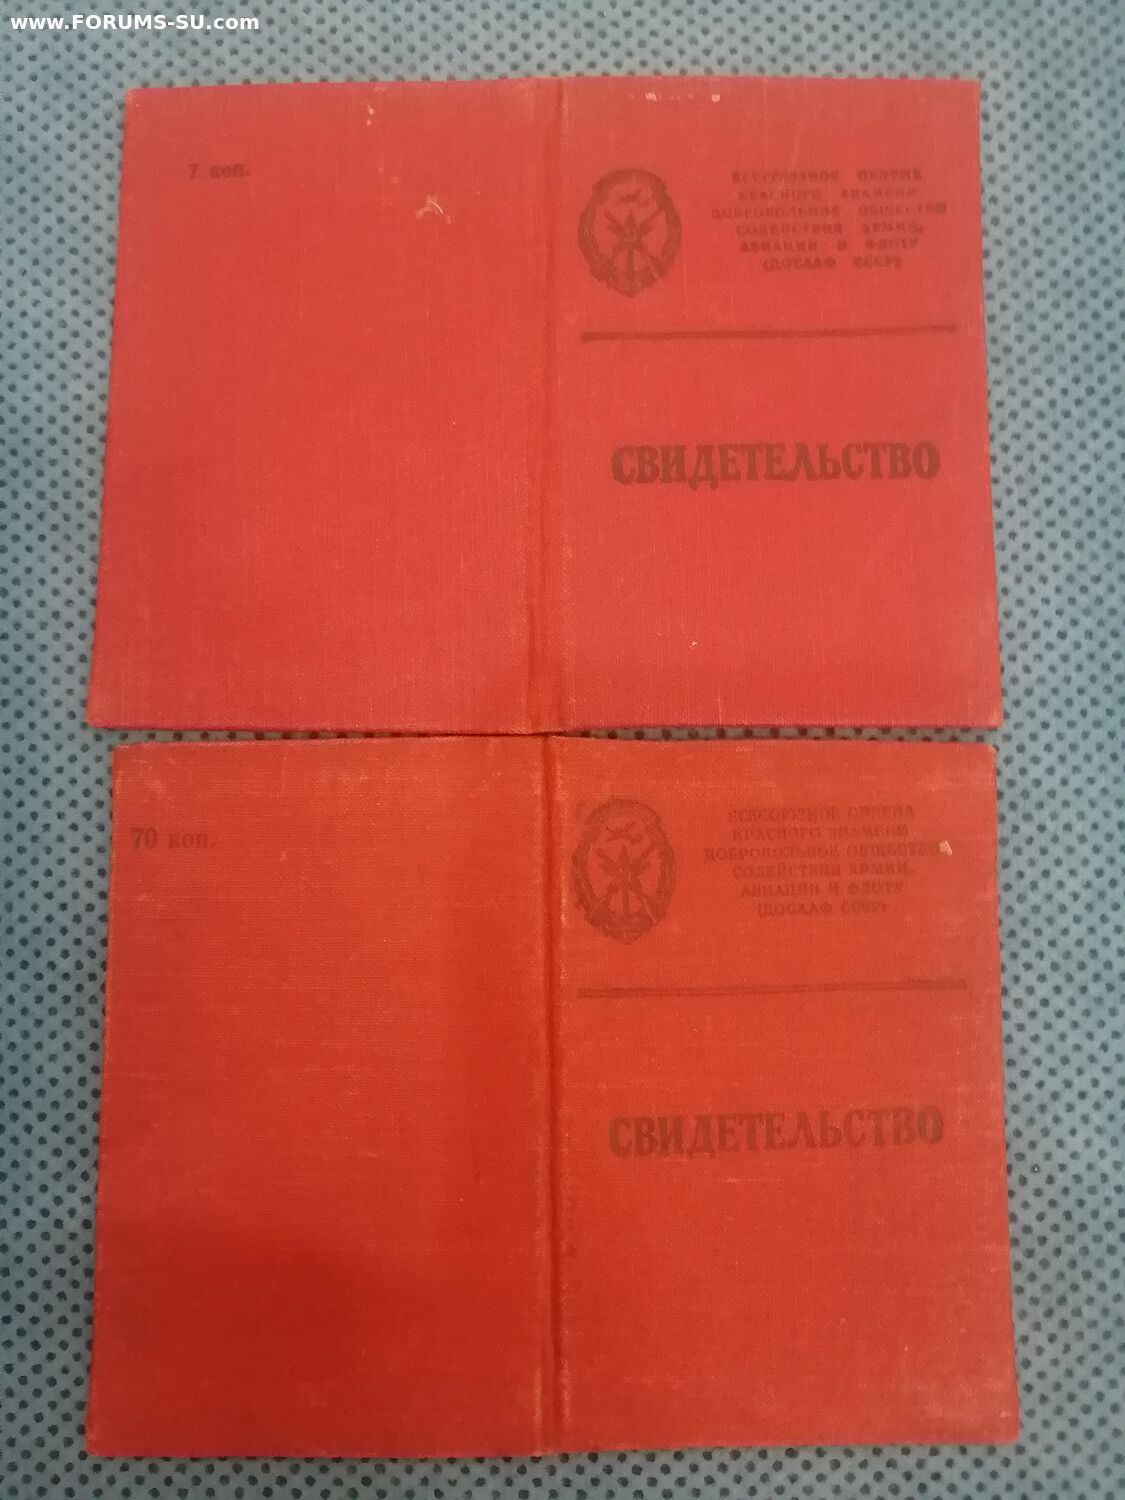 www.FORUMS-SU.com
7 коп.
ВСЕСОЮЗНОЕ ОРДЕНА
КРАСНОГО ЗНАМЕНИ
ДОБРОВОЛЬНОЕ ОБЩЕСТВО
СОДЕЙСТВИЯ АРМИИ,
АВИАЦИИ И ФЛОТУ
(ДОСААФ СССР)
СВИДЕТЕЛЬСТВО
70 коп.
ВСЕСОЮЗНОЕ ОРДЕНА
КРАСНОГО ЗНАМЕНИ
ДОБРОВОЛЬНОЕ ОБЩЕСТВО
СОДЕЙСТВИЯ АРМИИ,
АВИАЦИИ И ФЛОТУ
(ДОСААФ СССР)
СВИДЕТЕЛЬСТВО